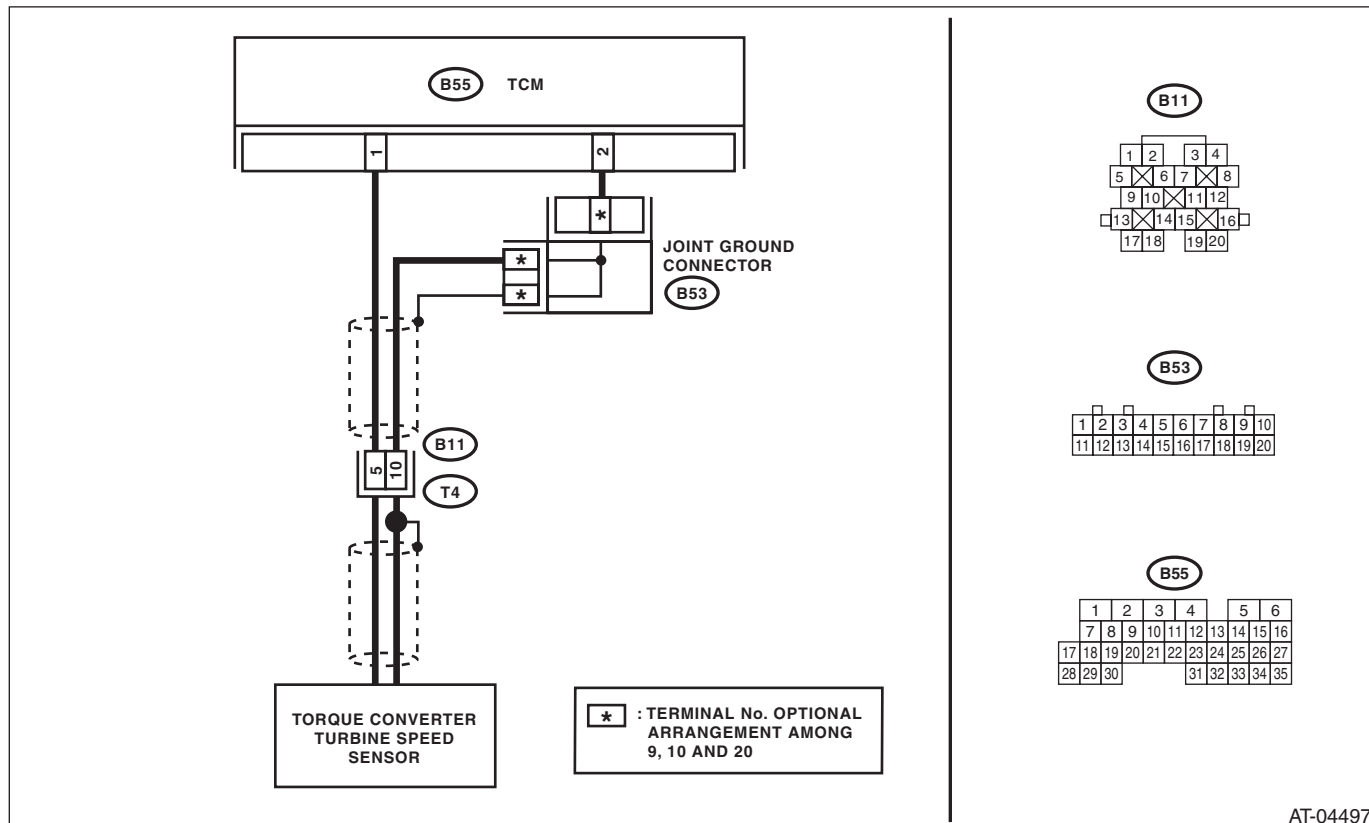 B55 TCM
1 2
*
JOINT GROUND
CONNECTOR
B53
*
*
B11
5 10
T4
TORQUE CONVERTER
TURBINE SPEED
SENSOR
* : TERMINAL No. OPTIONAL
ARRANGEMENT AMONG
9, 10 AND 20
B11
1 2 3 4
5 6 7 8
9 10 11 12
13 14 15 16
17 18 19 20
B53
1 2 3 4 5 6 7 8 9 10
11 12 13 14 15 16 17 18 19 20
B55
1 2 3 4 5 6
7 8 9 10 11 12 13 14 15 16
17 18 19 20 21 22 23 24 25 26 27
28 29 30 31 32 33 34 35
AT-04497